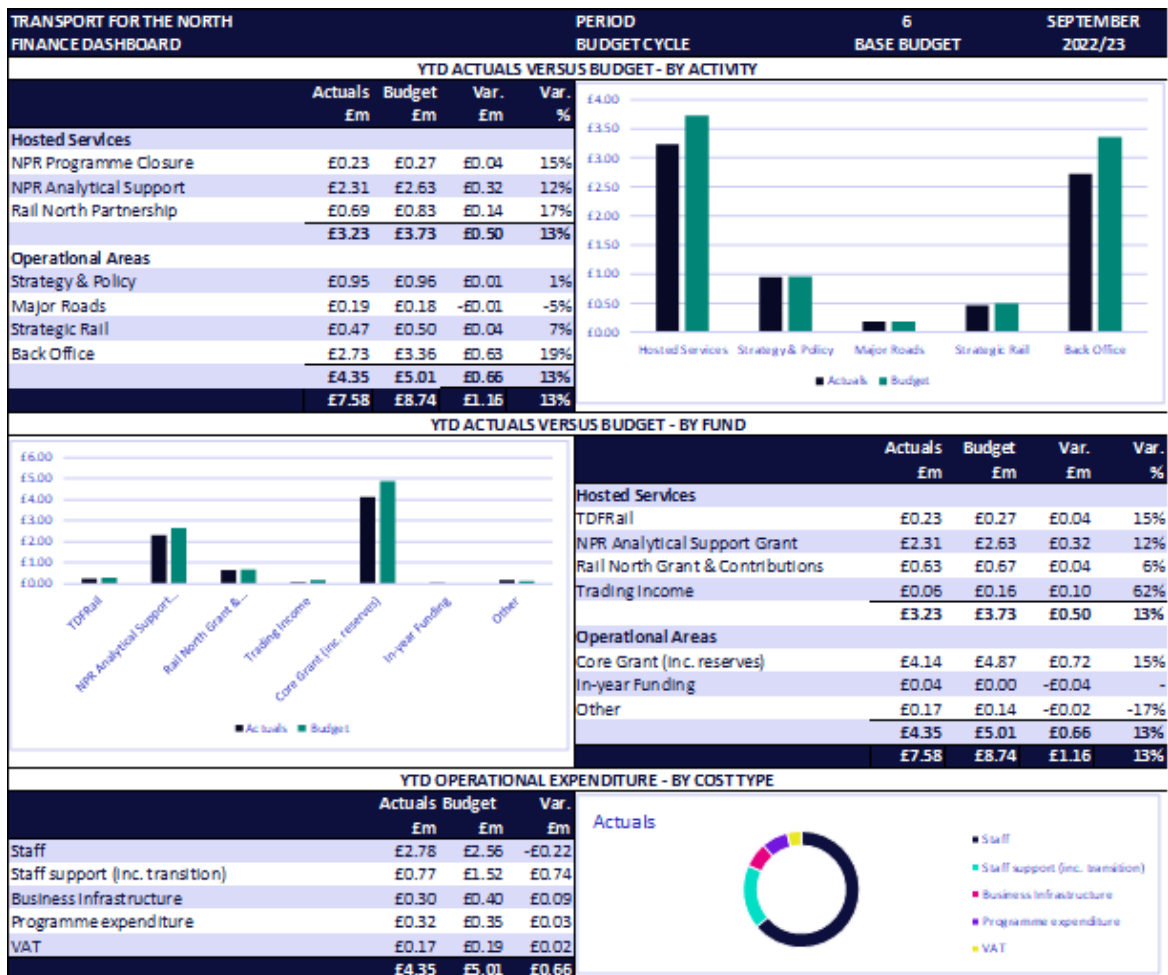 TRANSPORT FOR THE NORTH PERIOD 6 SEPTEMBER
FINANCE DASHBOARD BUDGET CYCLE BASE BUDGET 2022/23
YTD ACTUALS VERSUS BUDGET - BY ACTIVITY
Actuals Budget Var. Var.
£m £m £m %
Hosted Services
NPR Programme Closure £0.23 £0.27 £0.04 15%
NPR Analytical Support £2.31 £2.63 £0.32 12%
Rail North Partnership £0.69 £0.83 £0.14 17%
£3.23 £3.73 £0.50 13%
Operational Areas
Strategy & Policy £0.95 £0.96 £0.01 1%
Major Roads £0.19 £0.18 -£0.01 -5%
Strategic Rail £0.47 £0.50 £0.04 7%
Back Office £2.73 £3.36 £0.63 19%
£4.35 £5.01 £0.66 13%
£7.58 £8.74 £1.16 13%
£4.00
£3.50
£3.00
£2.50
£2.00
£1.50
£1.00
£0.50
£0.00
Hosted Services Strategy & Policy Major Roads Strategic Rail Back Office
Actuals Budget
YTD ACTUALS VERSUS BUDGET - BY FUND
£6.00
£5.00
£4.00
£3.00
£2.00
£1.00
£0.00
TDFRail
NPR Analytical Support...
Rail North Grant &...
Trading Income
Core Grant (inc. reserves)
In-year Funding
Other
Actuals Budget
Actuals Budget Var. Var.
£m £m £m %
Hosted Services
TDFRail £0.23 £0.27 £0.04 15%
NPR Analytical Support Grant £2.31 £2.63 £0.32 12%
Rail North Grant & Contributions £0.63 £0.67 £0.04 6%
Trading Income £0.06 £0.16 £0.10 62%
£3.23 £3.73 £0.50 13%
Operational Areas
Core Grant (inc. reserves) £4.14 £4.87 £0.72 15%
In-year Funding £0.04 £0.00 -£0.04 -
Other £0.17 £0.14 -£0.02 -17%
£4.35 £5.01 £0.66 13%
£7.58 £8.74 £1.16 13%
YTD OPERATIONAL EXPENDITURE - BY COST TYPE
Actuals Budget Var.
£m £m £m
Staff £2.78 £2.56 -£0.22
Staff support (inc. transition) £0.77 £1.52 £0.74
Business Infrastructure £0.30 £0.40 £0.09
Programme expenditure £0.32 £0.35 £0.03
VAT £0.17 £0.19 £0.02
£4.35 £5.01 £0.66
Actuals
Staff
Staff support (inc. transition)
Business Infrastructure
Programme expenditure
VAT